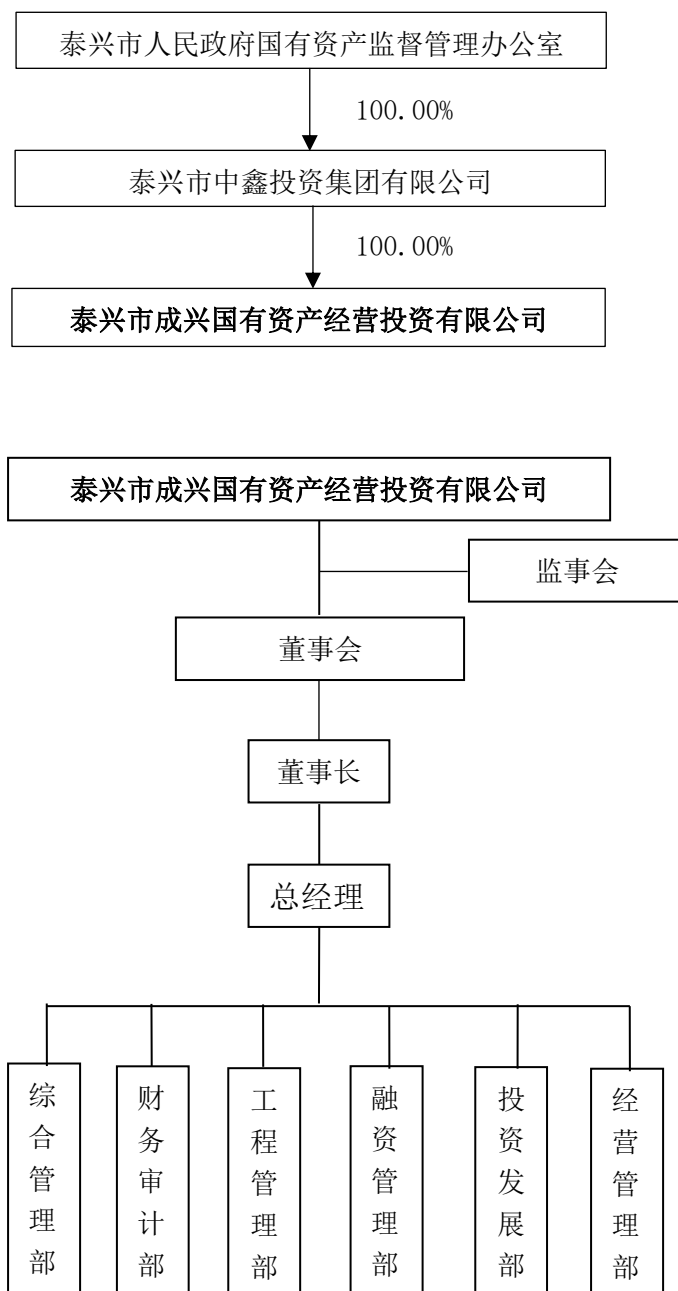 泰兴市人民政府国有资产监督管理办公室
100.00%
泰兴市中鑫投资集团有限公司
100.00%
泰兴市成兴国有资产经营投资有限公司
泰兴市成兴国有资产经营投资有限公司
监事会
董事会
董事长
总经理
综合管理部
财务审计部
工程管理部
融资管理部
投资发展部
经营管理部